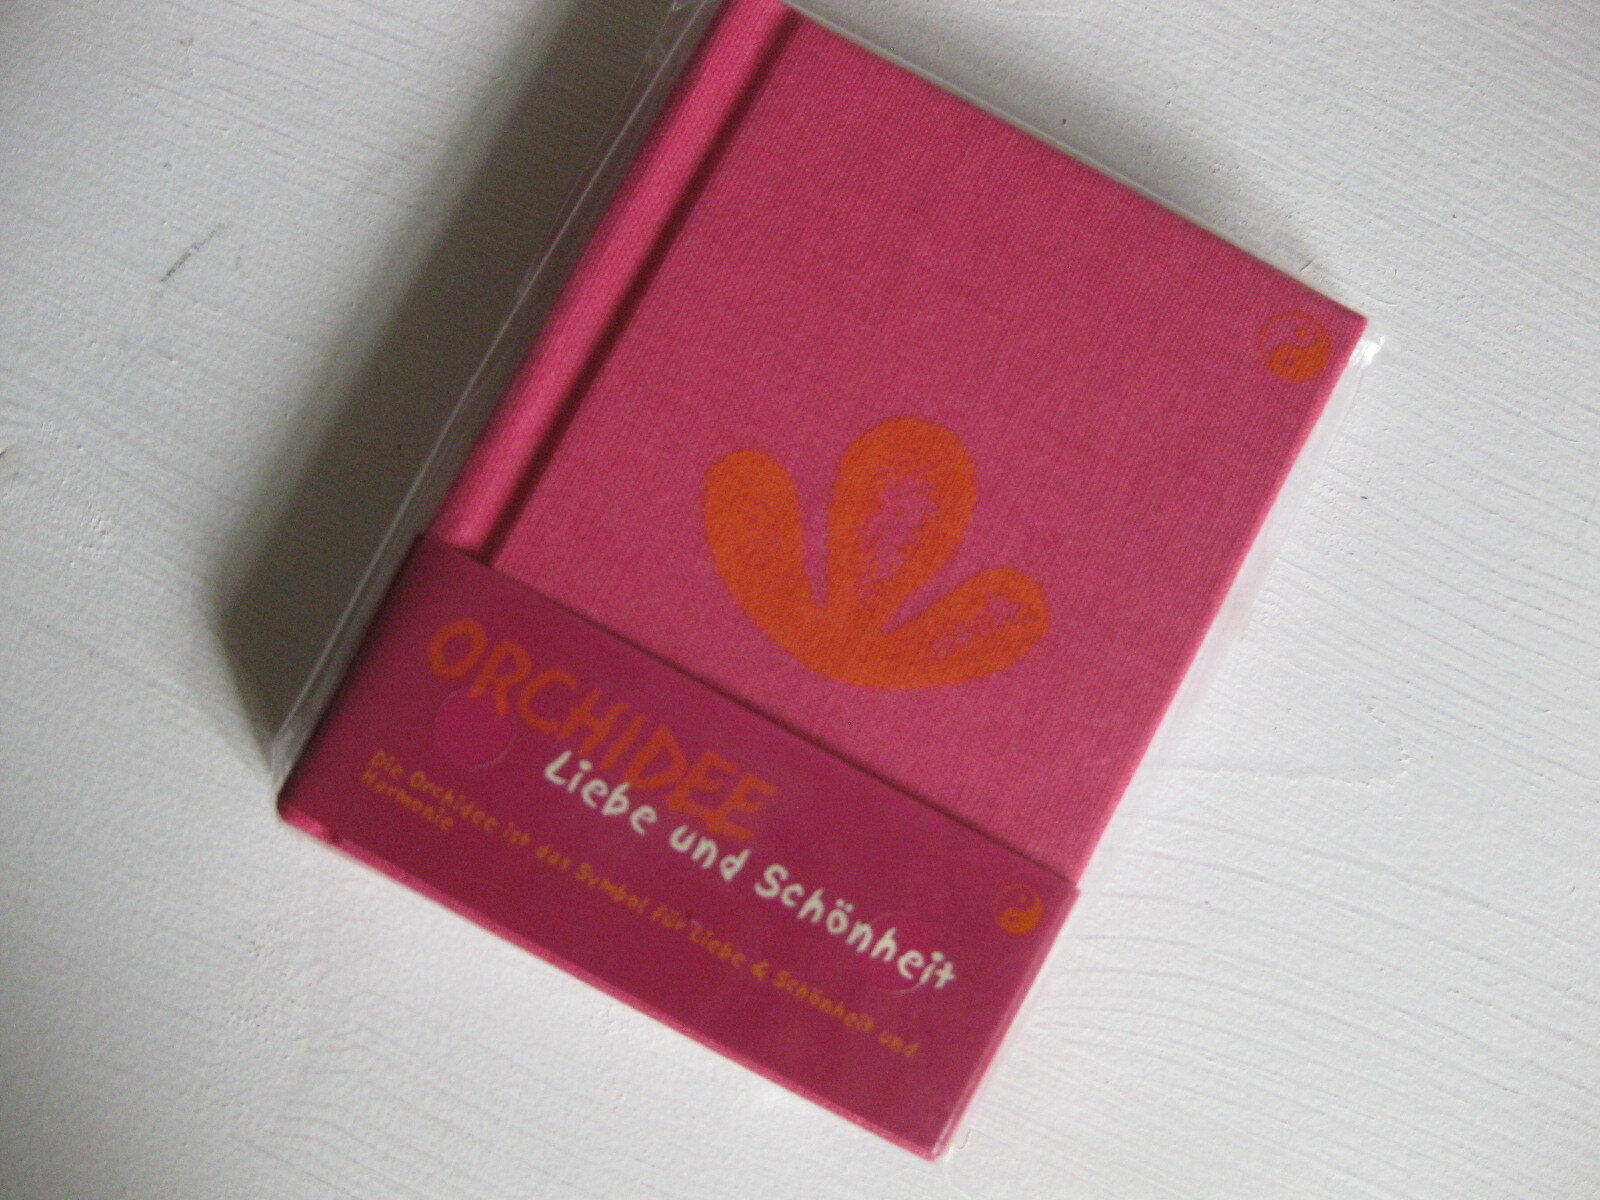 ORCHIDEE
Liebe und Schönheit
Die Orchidee ist das Symbol für Liebe & Schönheit und
Harmonie